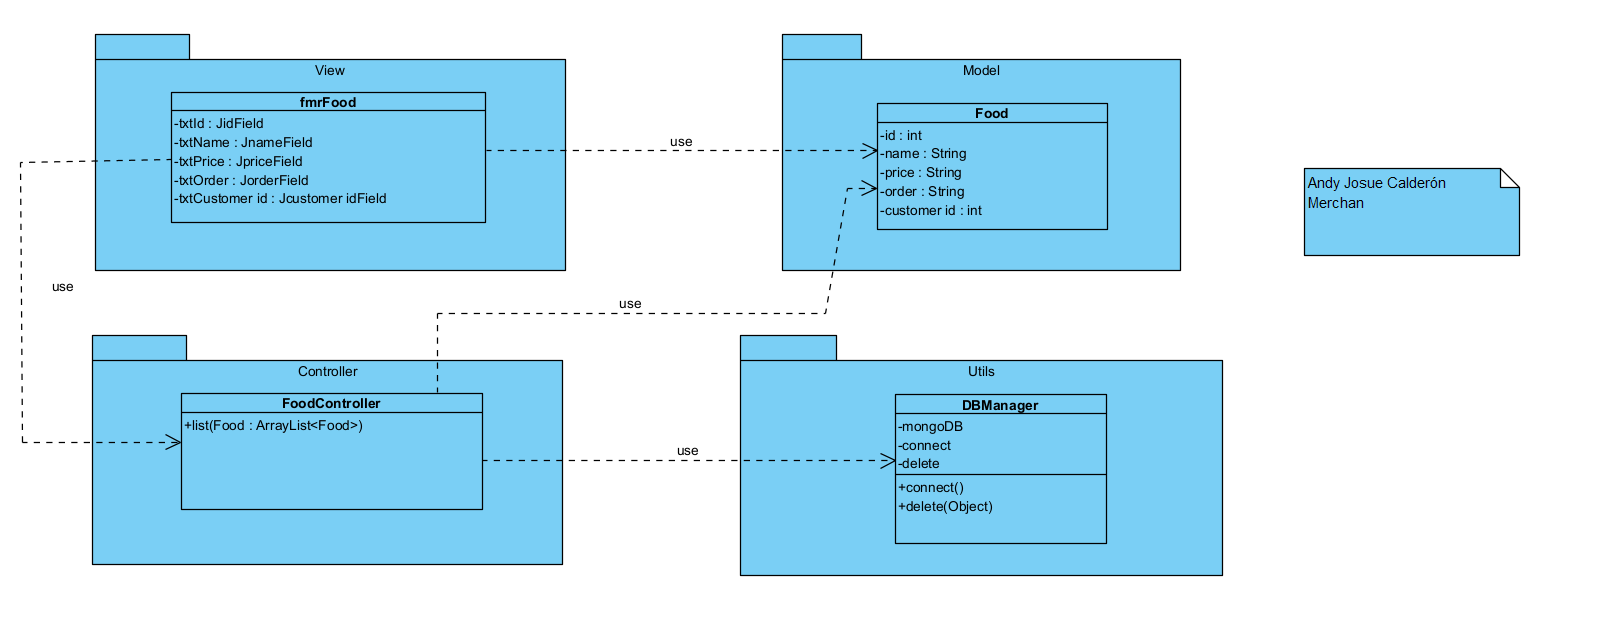 View
fmrFood
-txtId : JidField
-txtName : JnameField
-txtPrice : JpriceField
-txtOrder : JorderField
-txtCustomer id : Jcustomer idField
use
Model
Food
-id : int
-name : String
-price : String
-order : String
-customer id : int
Andy Josue Calderón
Merchan
use
use
Controller
FoodController
+list(Food : ArrayList<Food>)
use
Utils
DBManager
-mongoDB
-connect
-delete
+connect()
+delete(Object)